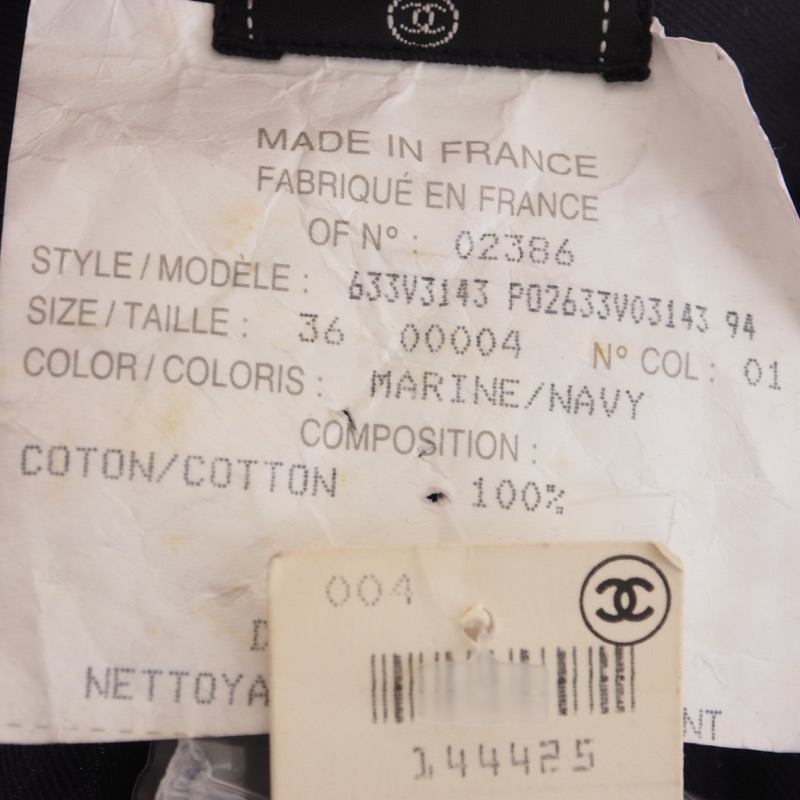 MADE IN FRANCE
FABRIQUÉ EN FRANCE
OF N° : 02386
STYLE / MODÈLE : 633V3143 P02633V03143 94
SIZE / TAILLE : 36 00004 N° COL : 01
COLOR / COLORIS : MARINE/NAVY
COMPOSITION :
COTON/COTTON 100%
004
D
NETTOYA
NT
144425